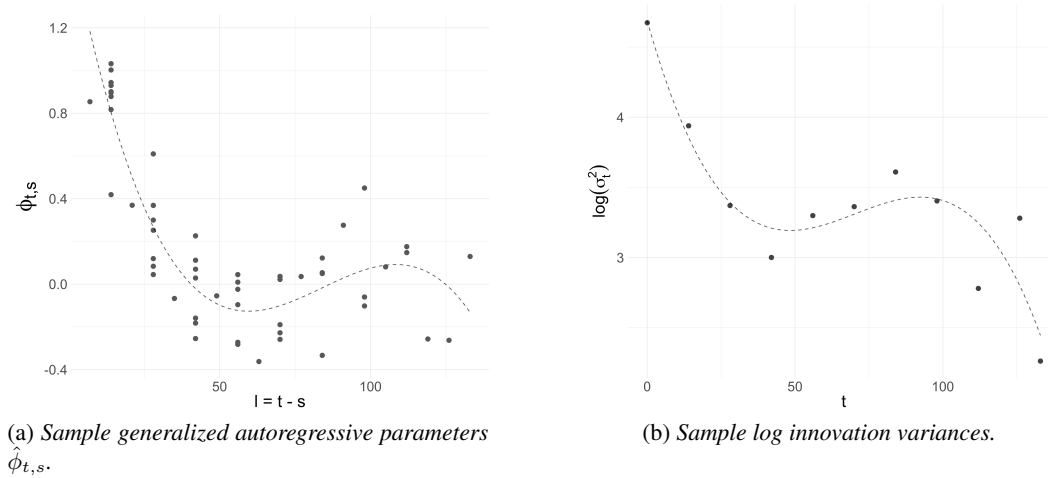 1.2
0.8
0.4
0.0
-0.4
ϕt,s
50
100
l = t - s
4
3
log(σt²)
0
50
100
t
(a) Sample generalized autoregressive parameters
ϕ̂t,s.
(b) Sample log innovation variances.